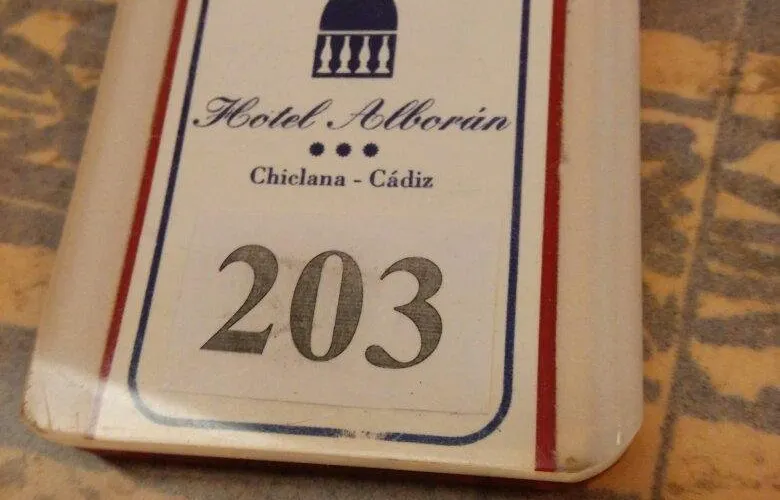 Hotel Alborán
Chiclana - Cádiz
203